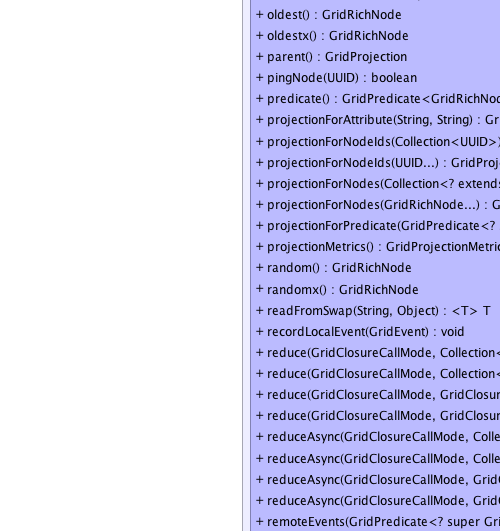 + oldest() : GridRichNode
+ oldestx() : GridRichNode
+ parent() : GridProjection
+ pingNode(UUID) : boolean
+ predicate() : GridPredicate<GridRichNod
+ projectionForAttribute(String, String) : Gr
+ projectionForNodeIds(Collection<UUID>)
+ projectionForNodeIds(UUID...) : GridProj
+ projectionForNodes(Collection<? extends
+ projectionForNodes(GridRichNode...) : G
+ projectionForPredicate(GridPredicate<?
+ projectionMetrics() : GridProjectionMetric
+ random() : GridRichNode
+ randomx() : GridRichNode
+ readFromSwap(String, Object) : <T> T
+ recordLocalEvent(GridEvent) : void
+ reduce(GridClosureCallMode, Collection<
+ reduce(GridClosureCallMode, Collection<
+ reduce(GridClosureCallMode, GridClosur
+ reduce(GridClosureCallMode, GridClosur
+ reduceAsync(GridClosureCallMode, Colle
+ reduceAsync(GridClosureCallMode, Colle
+ reduceAsync(GridClosureCallMode, Grid
+ reduceAsync(GridClosureCallMode, Grid
+ remoteEvents(GridPredicate<? super Gri